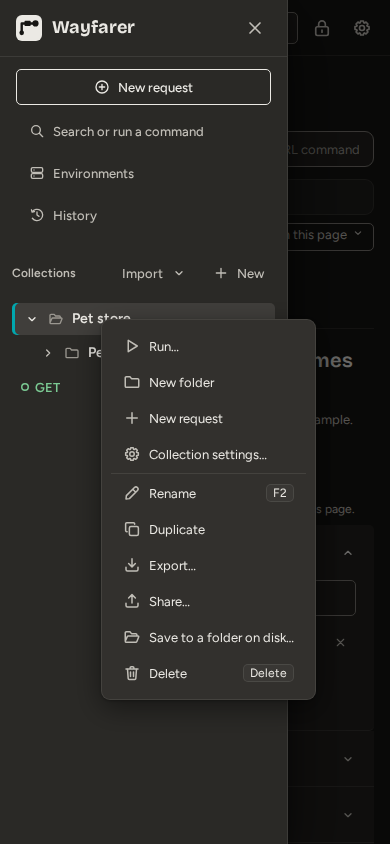 Wayfarer
New request
Search or run a command
RL command
Environments
History
this page
Collections Import New
Pet store
mes
GET
Run...
New folder
New request
ample.
Collection settings...
Rename F2
s page.
Duplicate
Export...
Share...
Save to a folder on disk...
Delete Delete